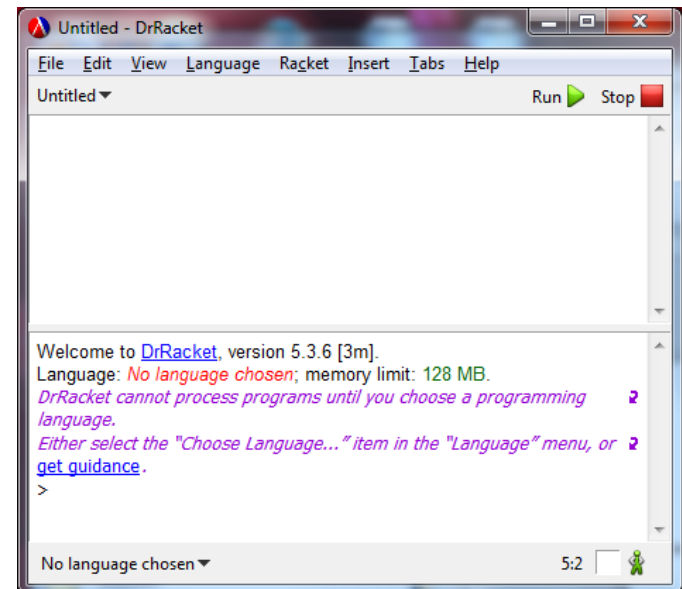 Untitled - DrRacket
File Edit View Language Racket Insert Tabs Help
Untitled Run Stop
Welcome to DrRacket, version 5.3.6 [3m].
Language: No language chosen; memory limit: 128 MB.
DrRacket cannot process programs until you choose a programming
language.
Either select the “Choose Language...” item in the “Language” menu, or
get guidance.
>
No language chosen 5:2